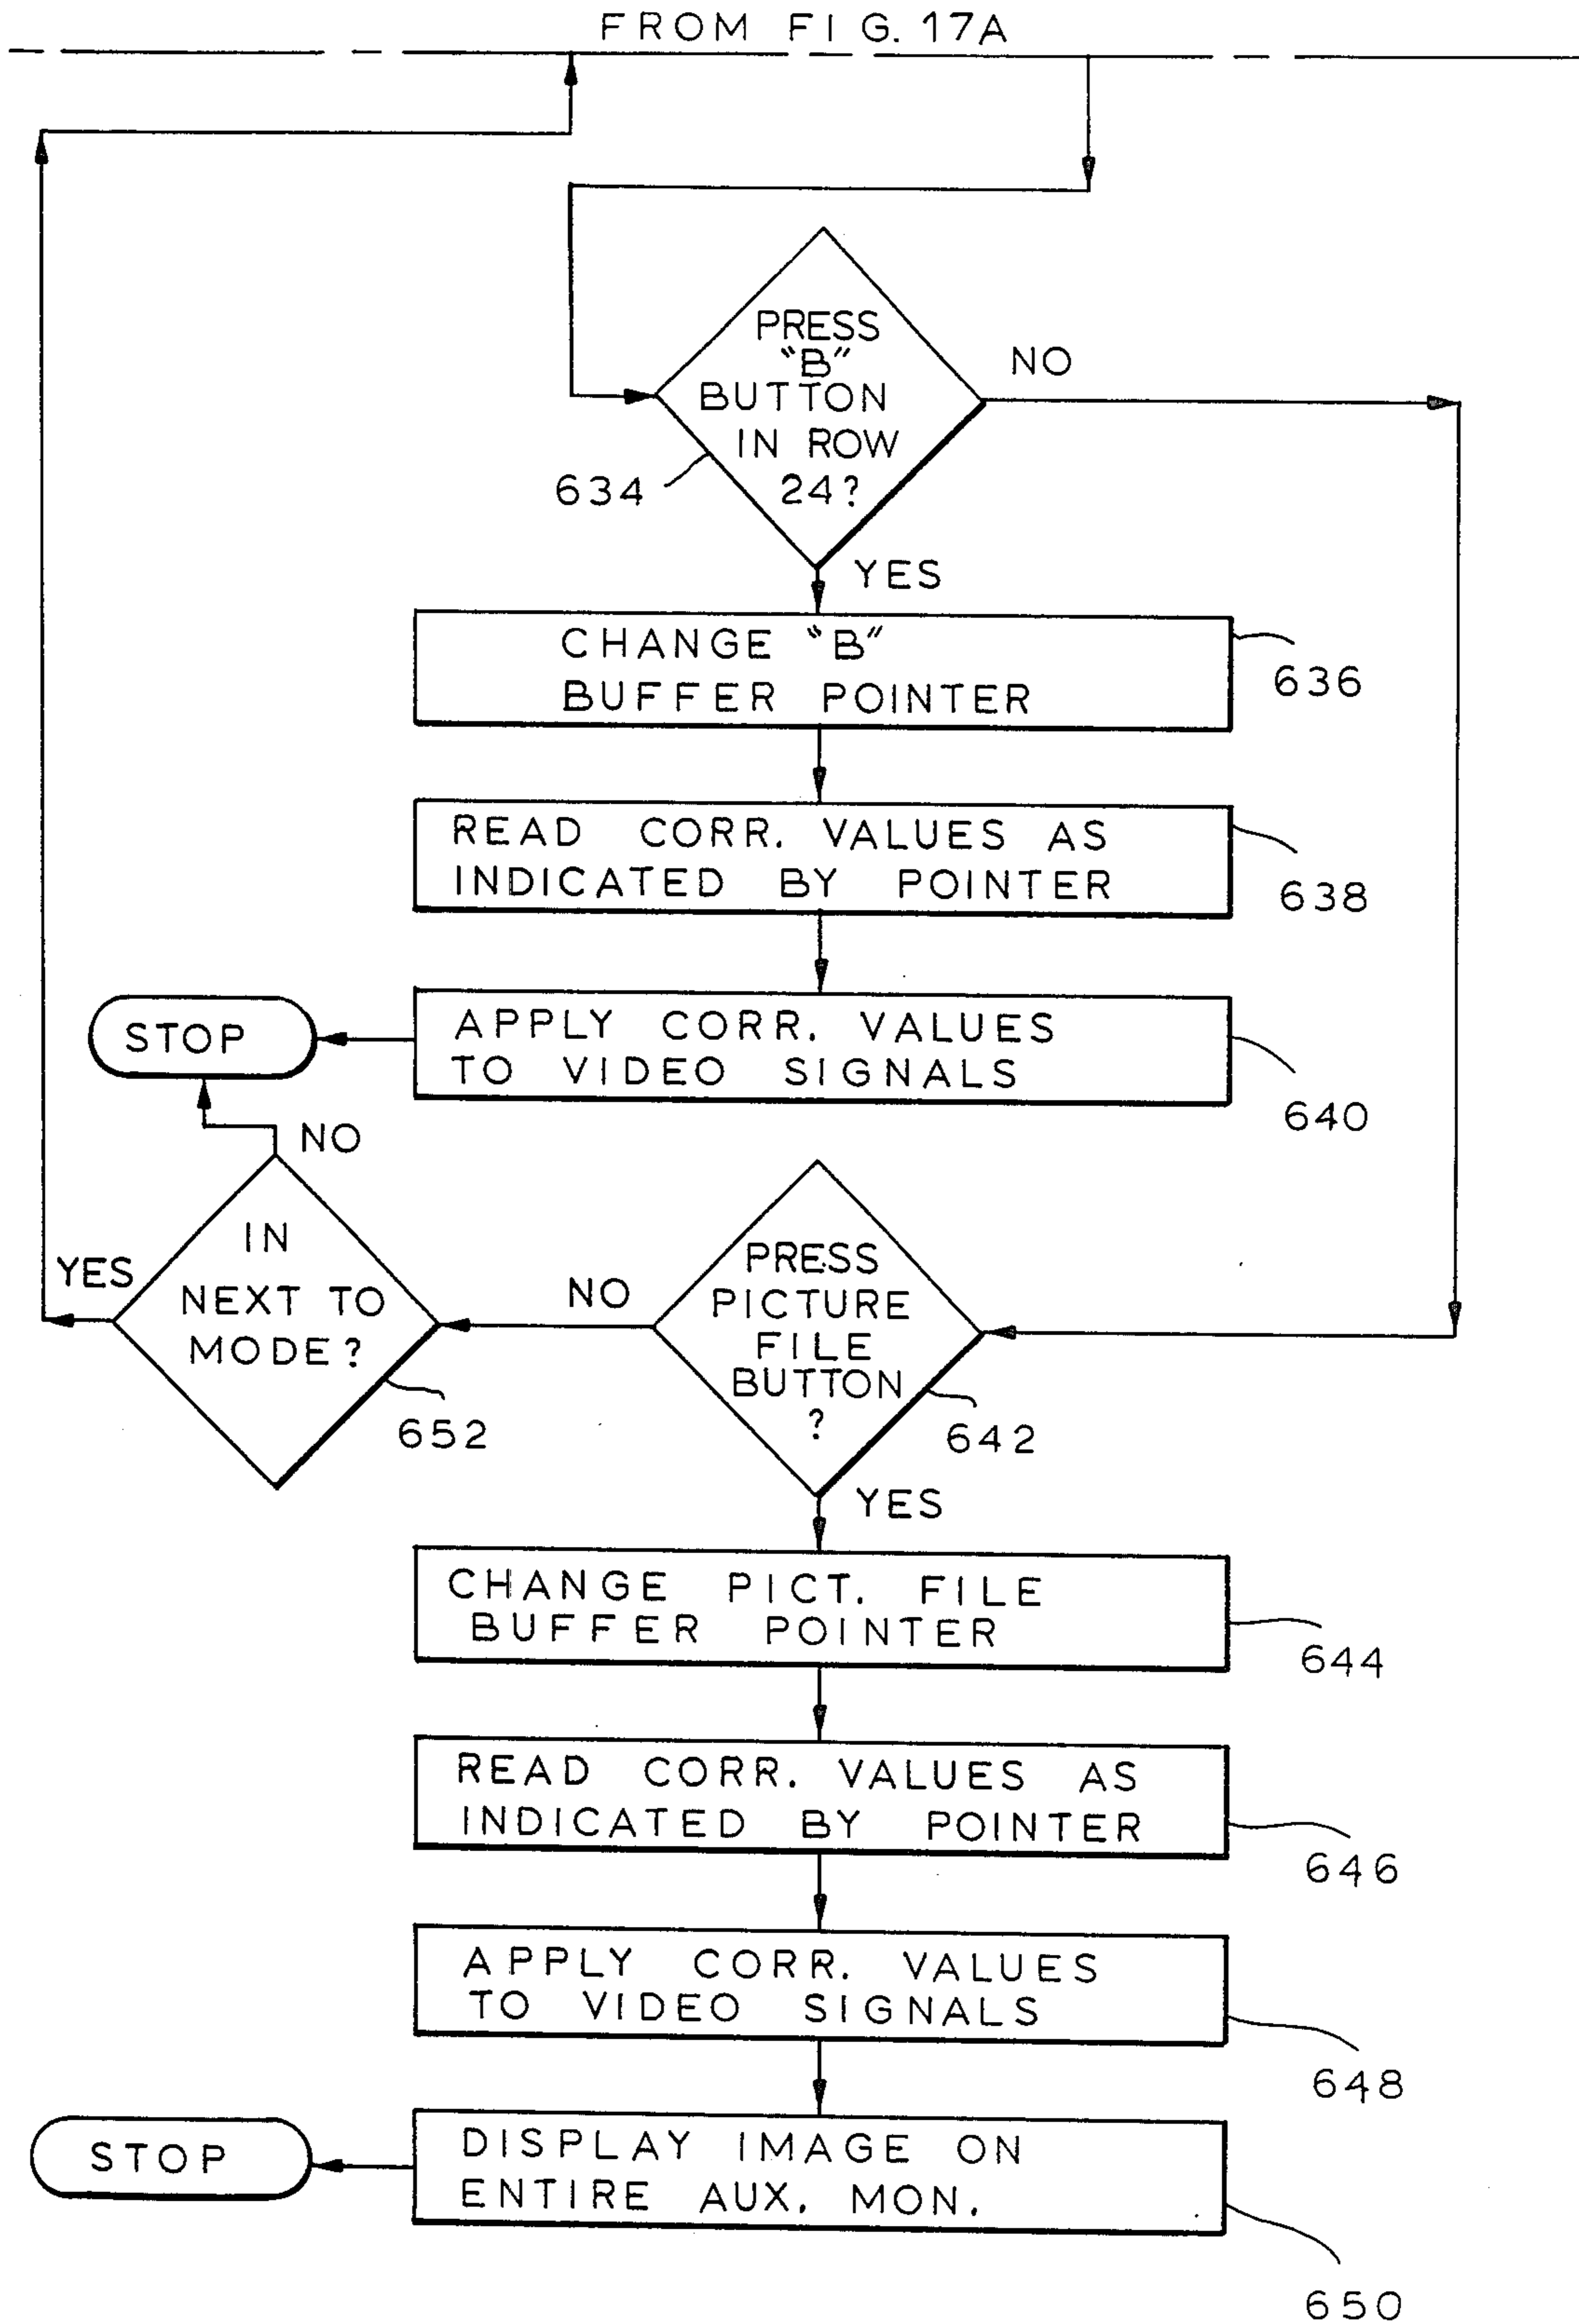 FROM FIG. 17A
PRESS
"B"
BUTTON
IN ROW
24?
NO
634
YES
CHANGE "B"
BUFFER POINTER
636
READ CORR. VALUES AS
INDICATED BY POINTER
638
STOP
APPLY CORR. VALUES
TO VIDEO SIGNALS
640
NO
IN
NEXT TO
MODE?
YES
652
NO
PRESS
PICTURE
FILE
BUTTON
?
642
YES
CHANGE PICT. FILE
BUFFER POINTER
644
READ CORR. VALUES AS
INDICATED BY POINTER
646
APPLY CORR. VALUES
TO VIDEO SIGNALS
648
STOP
DISPLAY IMAGE ON
ENTIRE AUX. MON.
650